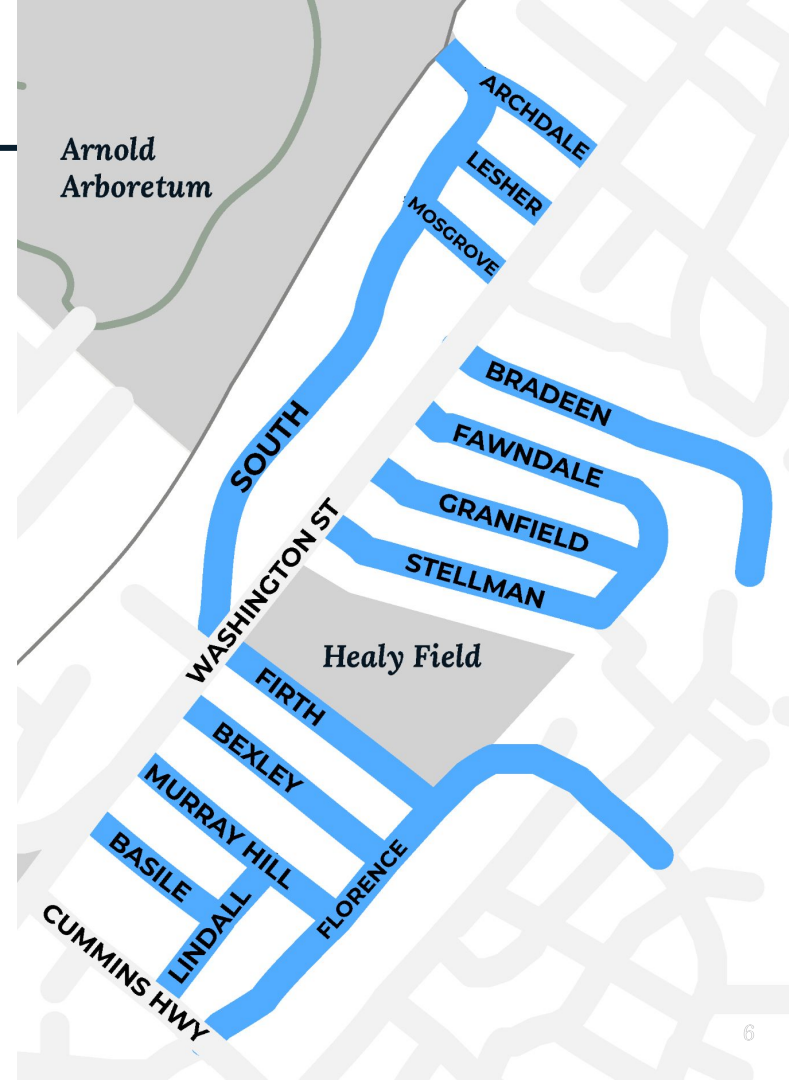 ARCHDALE
Arnold
Arboretum
LESHER
MOSGROVE
BRADEEN
SOUTH
FAWNDALE
GRANFIELD
WASHINGTON ST
STELLMAN
Healy Field
FIRTH
BEXLEY
MURRAY HILL
BASILE
FLORENCE
LINDALL
CUMMINS HWY
6